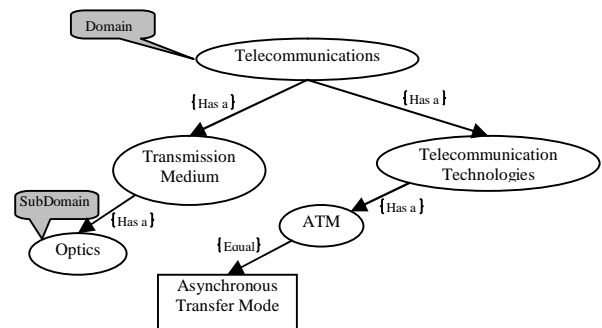 Domain
Telecommunications
{Has a}
{Has a}
Transmission
Medium
Telecommunication
Technologies
SubDomain
{Has a}
{Has a}
Optics
ATM
{Equal}
Asynchronous
Transfer Mode